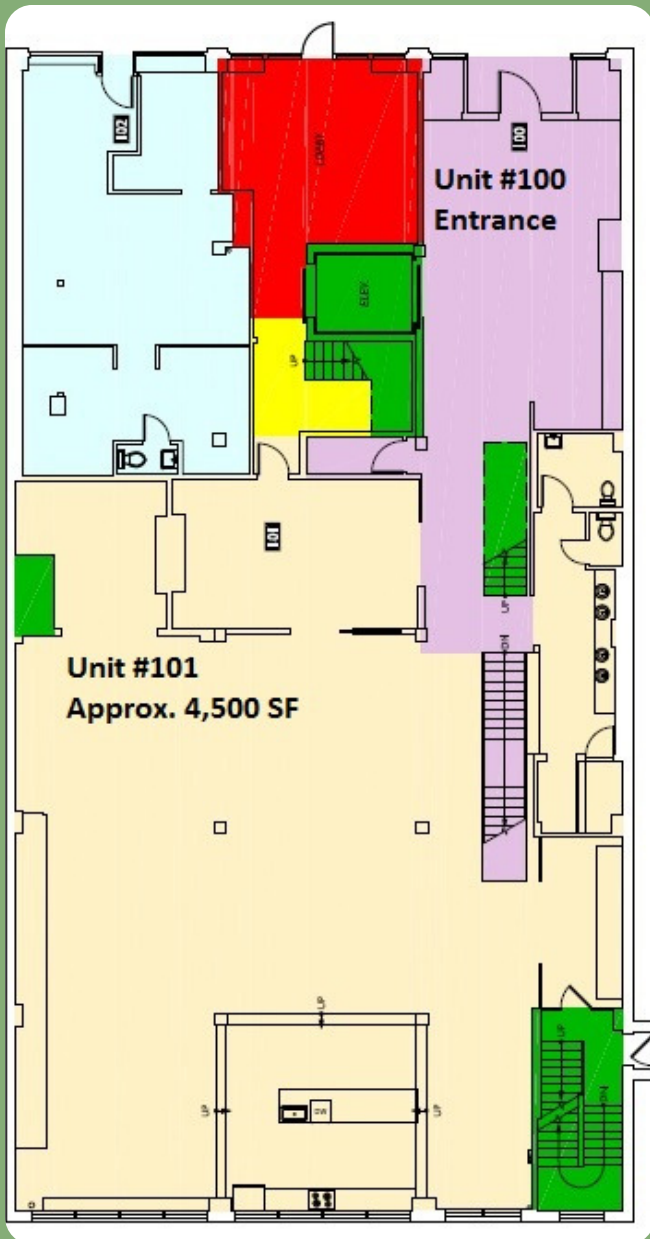 102
LOBBY
100
Unit #100
Entrance
ELEV.
UP
101
UP
DN
Unit #101
Approx. 4,500 SF
UP
UP
UP
DW
UP
DN